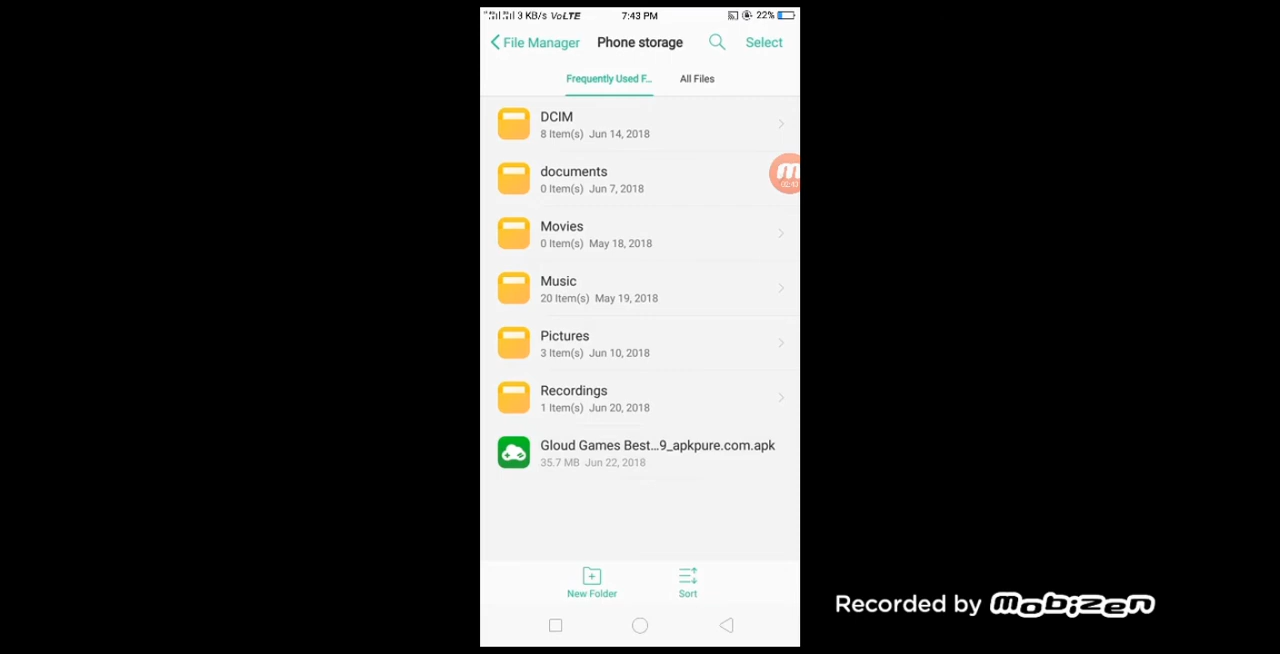 3 KB/s VoLTE 7:43 PM 22%
File Manager Phone storage Select
Frequently Used F... All Files
DCIM
8 Item(s) Jun 14, 2018
documents
0 Item(s) Jun 7, 2018
02:43
Movies
0 Item(s) May 18, 2018
Music
20 Item(s) May 19, 2018
Pictures
3 Item(s) Jun 10, 2018
Recordings
1 Item(s) Jun 20, 2018
Gloud Games Best...9_apkpure.com.apk
35.7 MB Jun 22, 2018
New Folder Sort
Recorded by Mobizen